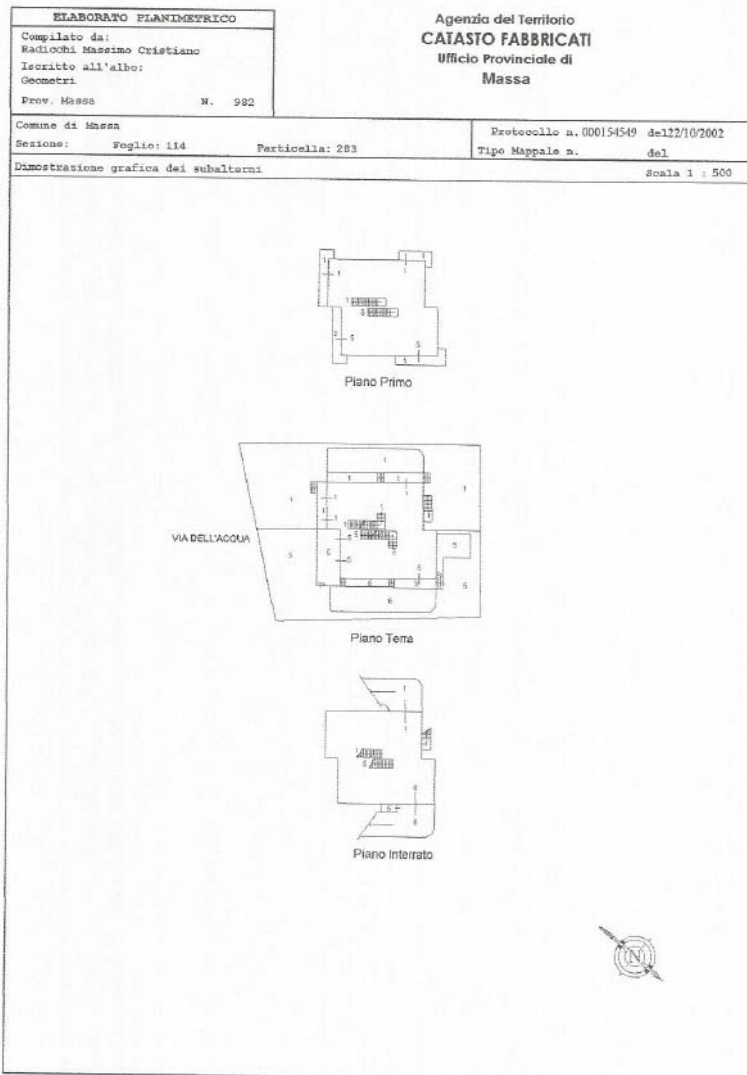 ELABORATO PLANIMETRICO
Compilato da:
Radicchi Massimo Cristiano
Iscritto all'albo:
Geometri
Prov. Massa N. 982
Agenzia del Territorio
CATASTO FABBRICATI
Ufficio Provinciale di
Massa
Comune di Massa
Sezione: Foglio: 114 Particella: 283
Protocollo n. 000154549 del 22/10/2002
Tipo Mappale n. del
Dimostrazione grafica dei subalterni Scala 1 : 500
Piano Primo
VIA DELL'ACQUA
Piano Terra
Piano Interrato
N